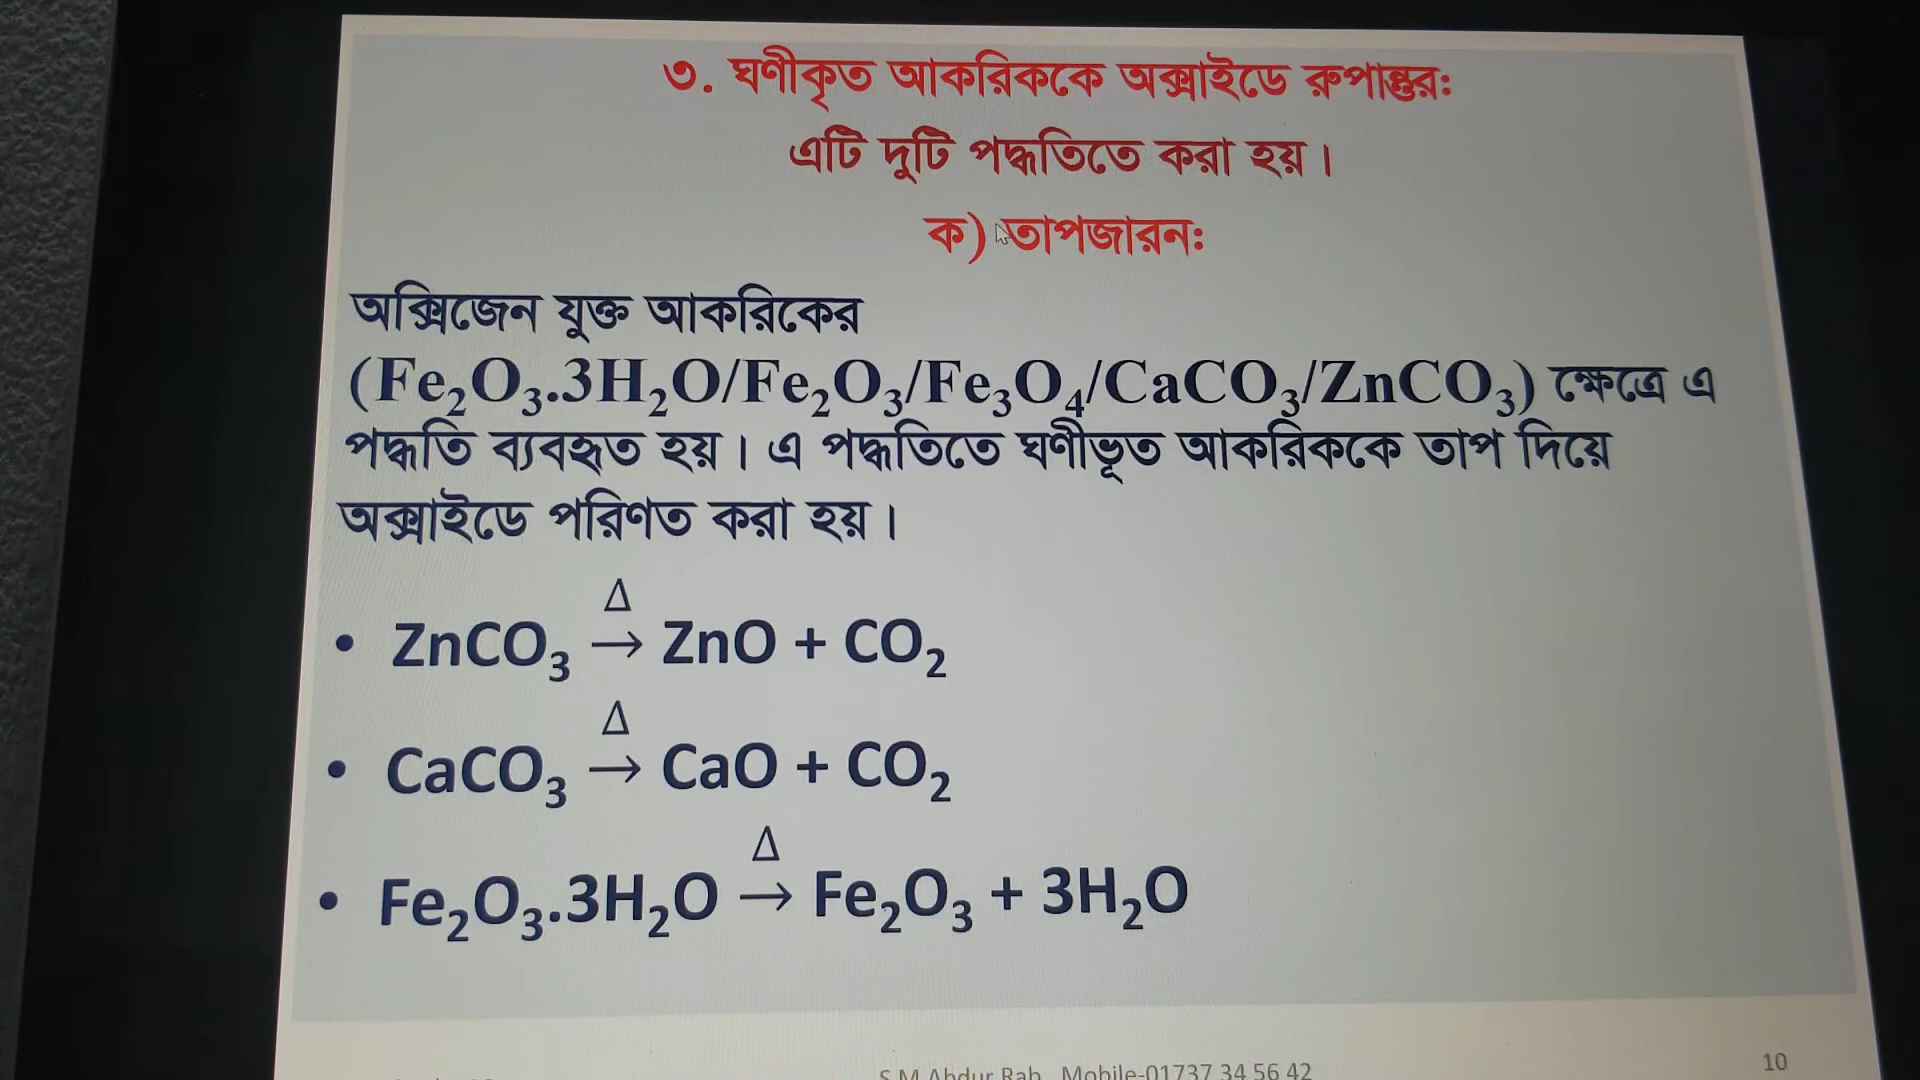 ৩. ঘণীকৃত আকরিককে অক্সাইডে রুপান্তর:
এটি দুটি পদ্ধতিতে করা হয়।
ক) তাপজারন:
অক্সিজেন যুক্ত আকরিকের
(Fe₂O₃.3H₂O/Fe₂O₃/Fe₃O₄/CaCO₃/ZnCO₃) ক্ষেত্রে এ
পদ্ধতি ব্যবহৃত হয়। এ পদ্ধতিতে ঘণীভূত আকরিককে তাপ দিয়ে
অক্সাইডে পরিণত করা হয়।
Δ
• ZnCO₃ → ZnO + CO₂
Δ
• CaCO₃ → CaO + CO₂
Δ
• Fe₂O₃.3H₂O → Fe₂O₃ + 3H₂O
S M Abdur Rab Mobile-01737 34 56 42
10